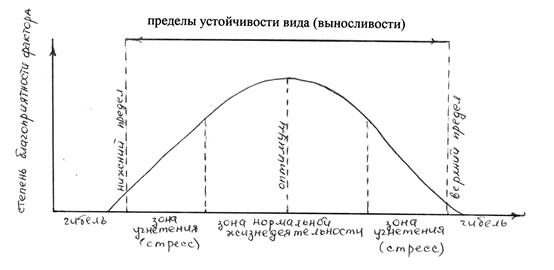 пределы устойчивости вида (выносливости)
степень благоприятности фактора
нижний предел
оптимум
верхний предел
гибель
зона
угнетения
(стресс)
зона нормальной
жизнедеятельности
зона
угнетения
(стресс)
гибель